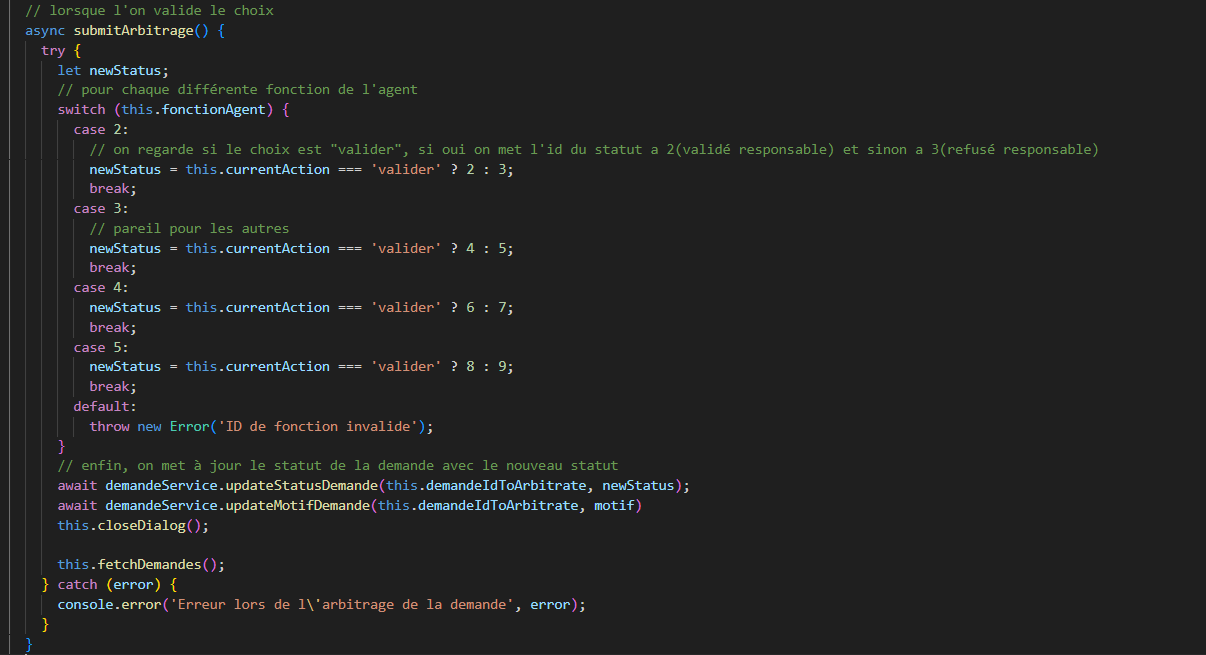 // lorsque l'on valide le choix
async submitArbitrage() {
try {
let newStatus;
// pour chaque différente fonction de l'agent
switch (this.fonctionAgent) {
case 2:
// on regarde si le choix est "valider", si oui on met l'id du statut a 2(validé responsable) et sinon a 3(refusé responsable)
newStatus = this.currentAction === 'valider' ? 2 : 3;
break;
case 3:
// pareil pour les autres
newStatus = this.currentAction === 'valider' ? 4 : 5;
break;
case 4:
newStatus = this.currentAction === 'valider' ? 6 : 7;
break;
case 5:
newStatus = this.currentAction === 'valider' ? 8 : 9;
break;
default:
throw new Error('ID de fonction invalide');
}
// enfin, on met à jour le statut de la demande avec le nouveau statut
await demandeService.updateStatusDemande(this.demandeIdToArbitrate, newStatus);
await demandeService.updateMotifDemande(this.demandeIdToArbitrate, motif)
this.closeDialog();
this.fetchDemandes();
} catch (error) {
console.error('Erreur lors de l\'arbitrage de la demande', error);
}
}